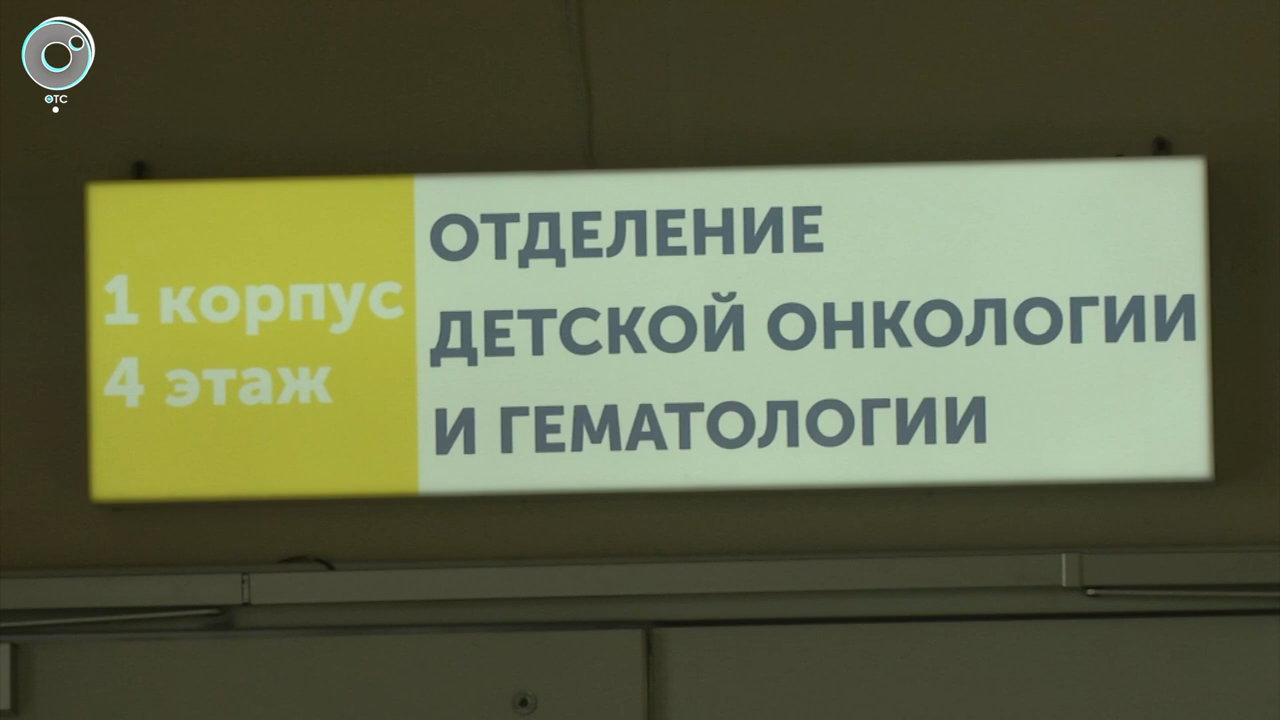 ОТС
1 корпус
4 этаж
ОТДЕЛЕНИЕ
ДЕТСКОЙ ОНКОЛОГИИ
И ГЕМАТОЛОГИИ